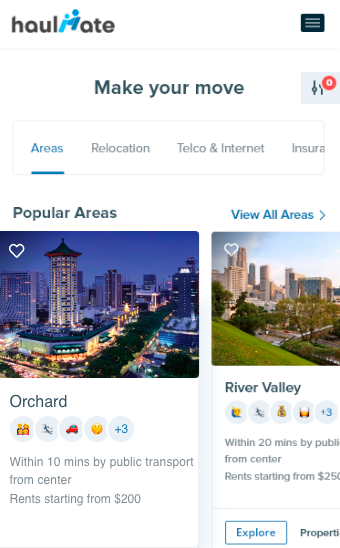 haulmate
Make your move
0
Areas
Relocation
Telco & Internet
Insura
Popular Areas
View All Areas
Orchard
+3
Within 10 mins by public transport
from center
Rents starting from $200
River Valley
+3
Within 20 mins by publi
from center
Rents starting from $250
Explore
Properti